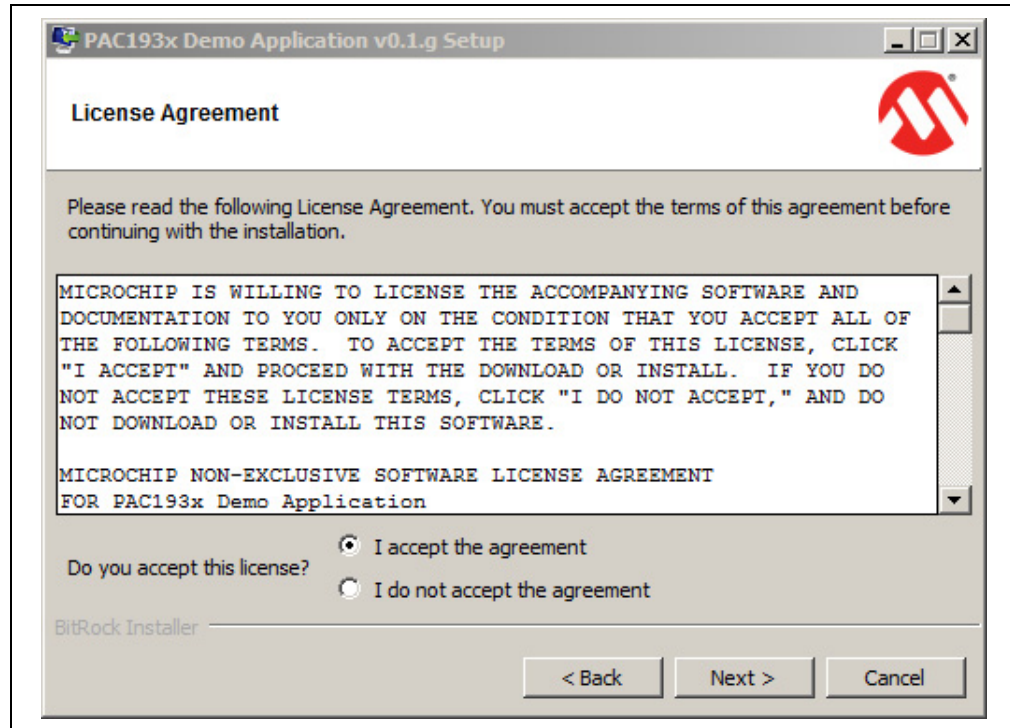 PAC193x Demo Application v0.1.g Setup
License Agreement
Please read the following License Agreement. You must accept the terms of this agreement before
continuing with the installation.
MICROCHIP IS WILLING TO LICENSE THE ACCOMPANYING SOFTWARE AND
DOCUMENTATION TO YOU ONLY ON THE CONDITION THAT YOU ACCEPT ALL OF
THE FOLLOWING TERMS.  TO ACCEPT THE TERMS OF THIS LICENSE, CLICK
"I ACCEPT" AND PROCEED WITH THE DOWNLOAD OR INSTALL.  IF YOU DO
NOT ACCEPT THESE LICENSE TERMS, CLICK "I DO NOT ACCEPT," AND DO
NOT DOWNLOAD OR INSTALL THIS SOFTWARE.
MICROCHIP NON-EXCLUSIVE SOFTWARE LICENSE AGREEMENT
FOR PAC193x Demo Application
Do you accept this license?
I accept the agreement
I do not accept the agreement
BitRock Installer
< Back Next > Cancel